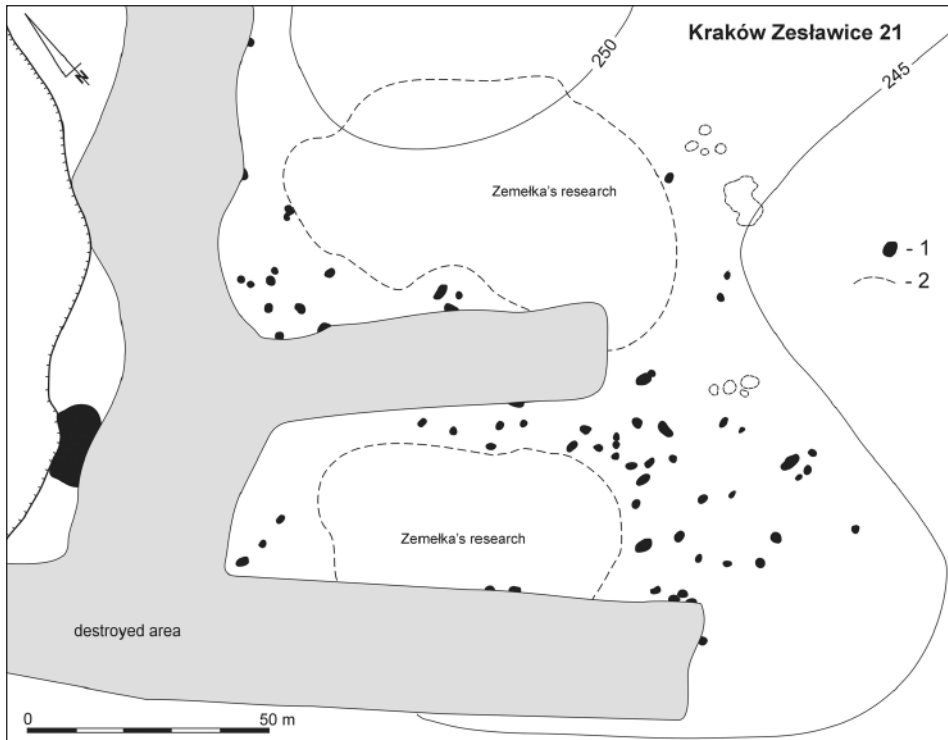 Kraków Zesławice 21
N
250
245
Zemełka's research
- 1
- 2
Zemełka's research
destroyed area
0 50 m